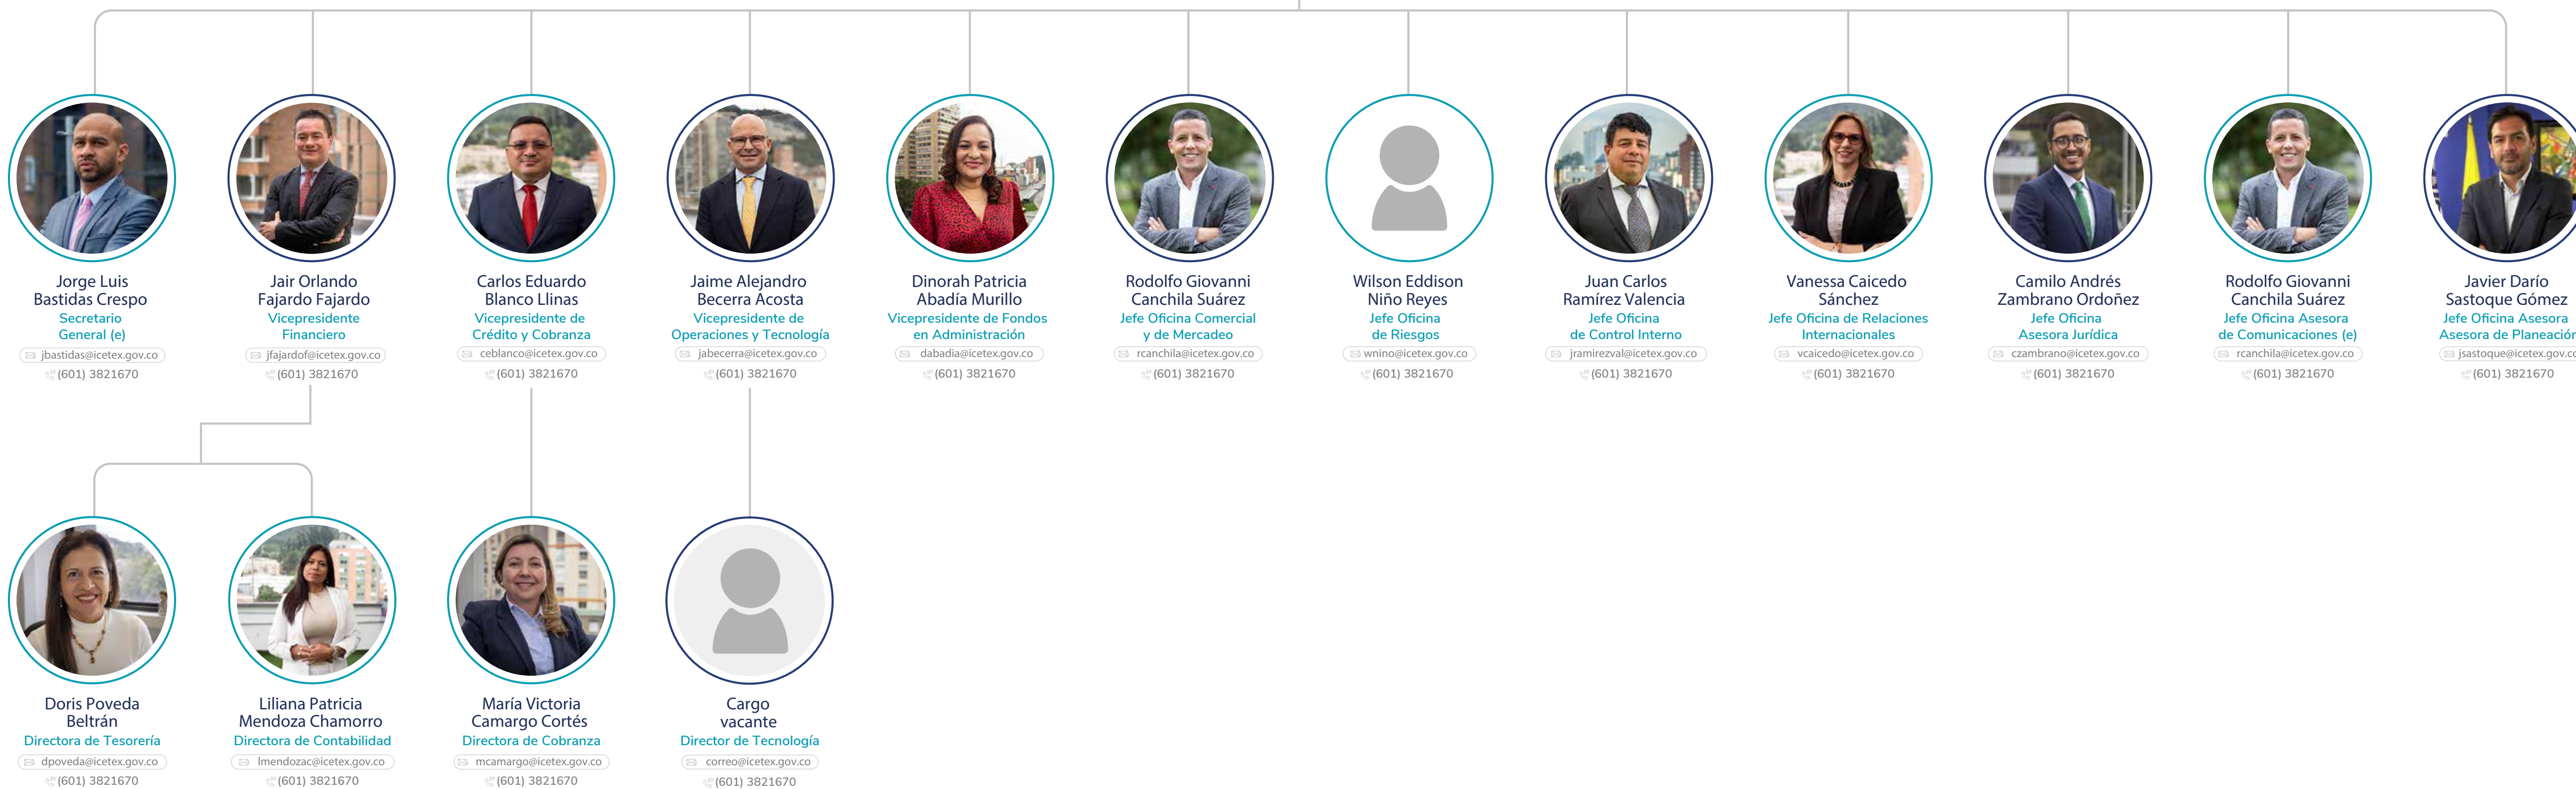 Jorge Luis
Bastidas Crespo
Secretario
General (e)
jbastidas@icetex.gov.co
(601) 3821670
Jair Orlando
Fajardo Fajardo
Vicepresidente
Financiero
jfajardof@icetex.gov.co
(601) 3821670
Carlos Eduardo
Blanco Llinas
Vicepresidente de
Crédito y Cobranza
ceblanco@icetex.gov.co
(601) 3821670
Jaime Alejandro
Becerra Acosta
Vicepresidente de
Operaciones y Tecnología
jabecerra@icetex.gov.co
(601) 3821670
Dinorah Patricia
Abadía Murillo
Vicepresidente de Fondos
en Administración
dabadia@icetex.gov.co
(601) 3821670
Rodolfo Giovanni
Canchila Suárez
Jefe Oficina Comercial
y de Mercadeo
rcanchila@icetex.gov.co
(601) 3821670
Wilson Eddison
Niño Reyes
Jefe Oficina
de Riesgos
wnino@icetex.gov.co
(601) 3821670
Juan Carlos
Ramírez Valencia
Jefe Oficina
de Control Interno
jramirezval@icetex.gov.co
(601) 3821670
Vanessa Caicedo
Sánchez
Jefe Oficina de Relaciones
Internacionales
vcaicedo@icetex.gov.co
(601) 3821670
Camilo Andrés
Zambrano Ordoñez
Jefe Oficina
Asesora Jurídica
czambrano@icetex.gov.co
(601) 3821670
Rodolfo Giovanni
Canchila Suárez
Jefe Oficina Asesora
de Comunicaciones (e)
rcanchila@icetex.gov.co
(601) 3821670
Javier Darío
Sastoque Gómez
Jefe Oficina Asesora
Asesora de Planeación
jsastoque@icetex.gov.co
(601) 3821670
Doris Poveda
Beltrán
Directora de Tesorería
dpoveda@icetex.gov.co
(601) 3821670
Liliana Patricia
Mendoza Chamorro
Directora de Contabilidad
lmendozac@icetex.gov.co
(601) 3821670
María Victoria
Camargo Cortés
Directora de Cobranza
mcamargo@icetex.gov.co
(601) 3821670
Cargo
vacante
Director de Tecnología
correo@icetex.gov.co
(601) 3821670